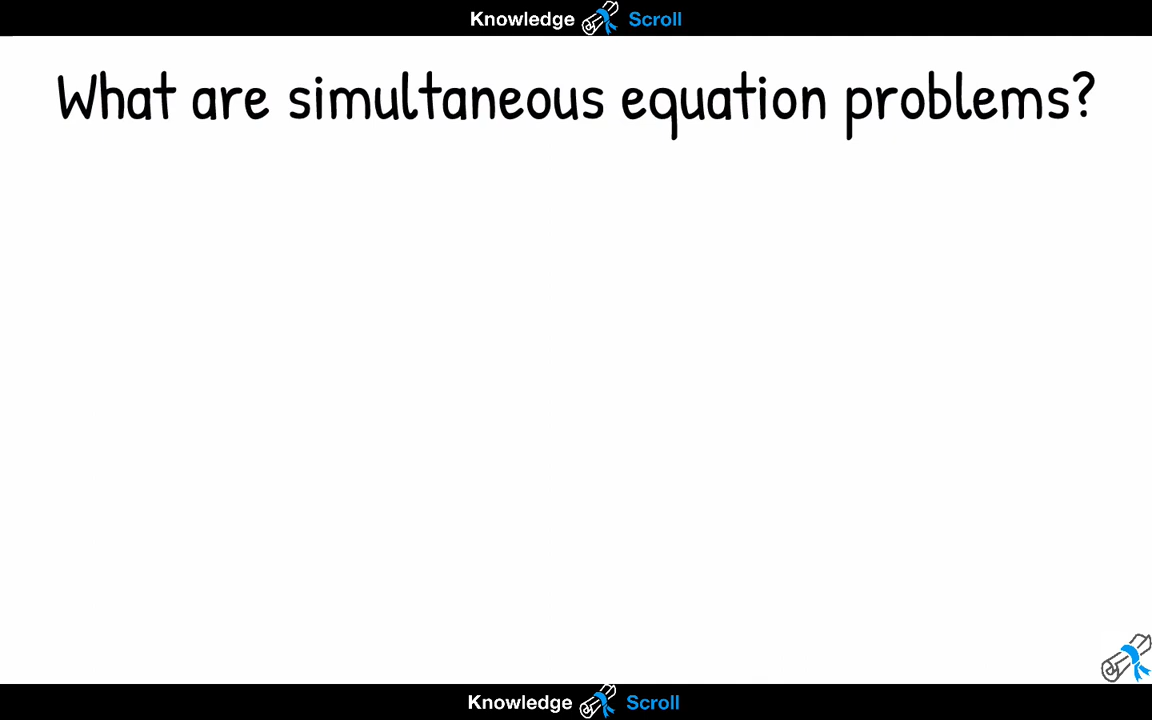 Knowledge Scroll
What are simultaneous equation problems?
Knowledge Scroll